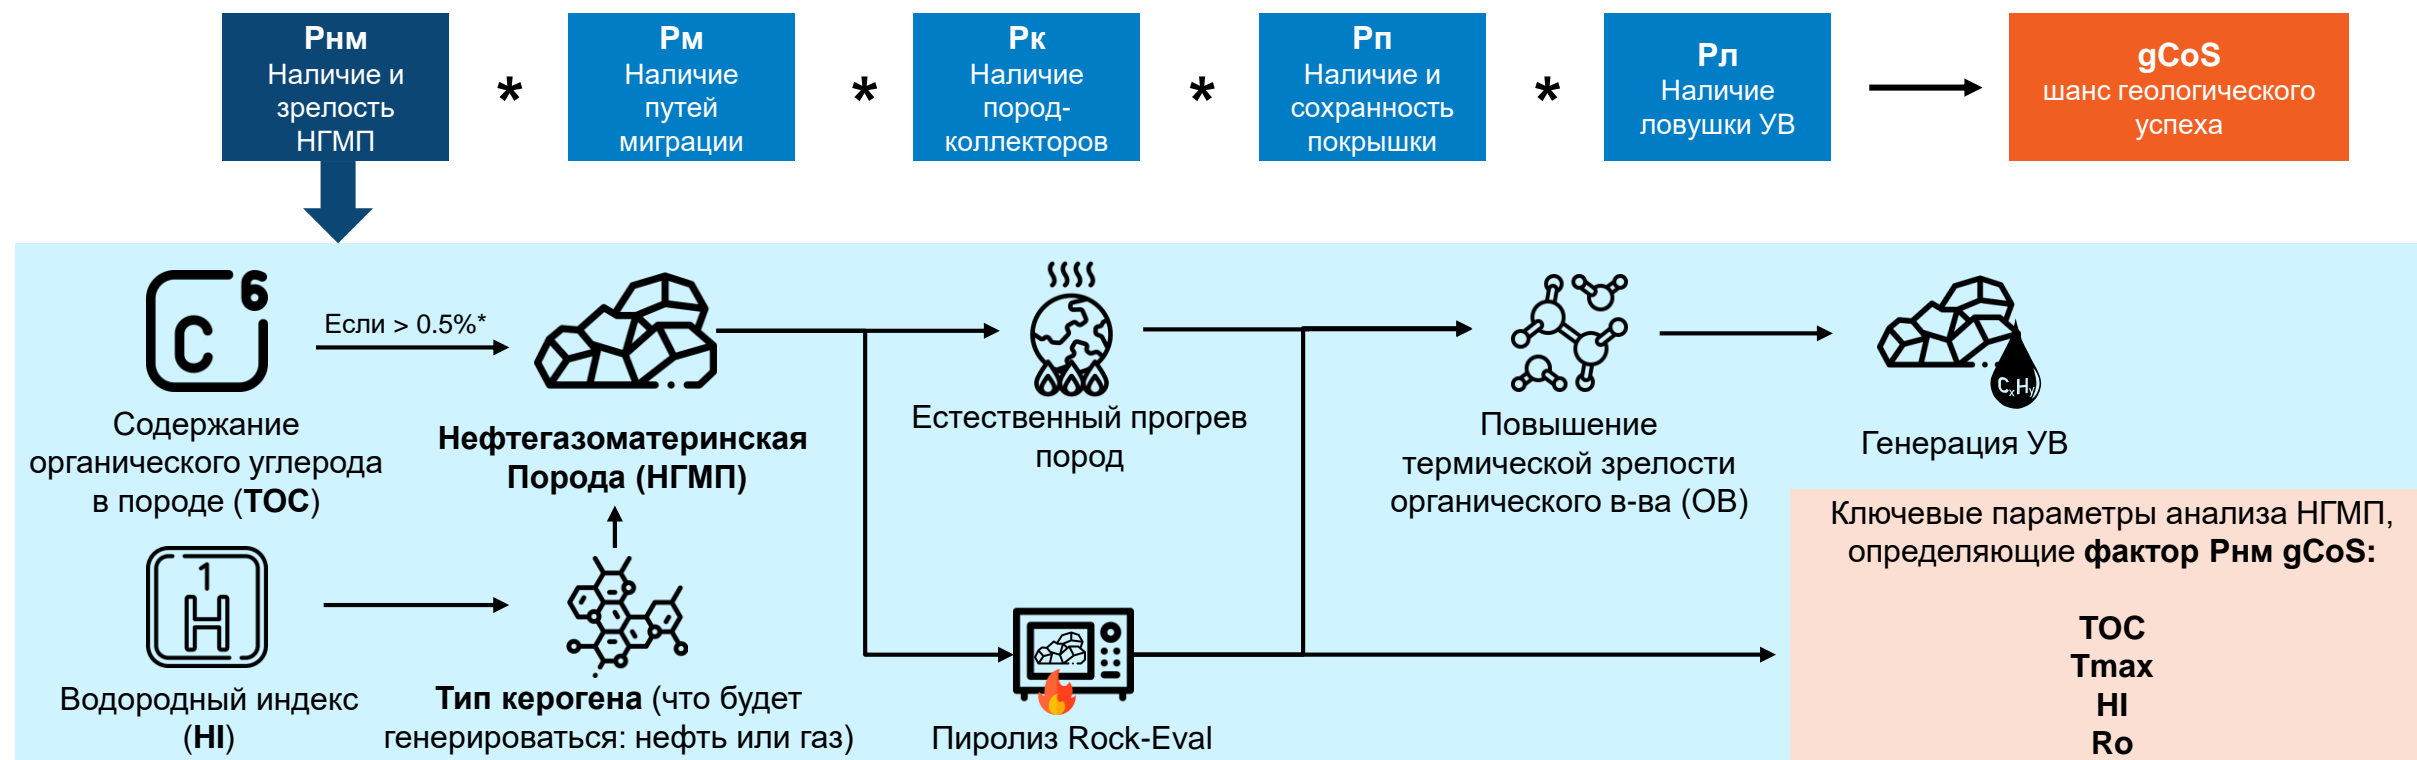 Рнм
Наличие и
зрелость
НГМП
*
Рм
Наличие
путей
миграции
*
Рк
Наличие
пород-
коллекторов
*
Рп
Наличие и
сохранность
покрышки
*
Рл
Наличие
ловушки УВ
gCoS
шанс геологического
успеха
6
C
Содержание
органического углерода
в породе (TOC)
Если > 0.5%*
Нефтегазоматеринская
Порода (НГМП)
Естественный прогрев
пород
Повышение
термической зрелости
органического в-ва (ОВ)
CxHy
Генерация УВ
1
H
Водородный индекс
(HI)
Тип керогена (что будет
генерироваться: нефть или газ)
Пиролиз Rock-Eval
Ключевые параметры анализа НГМП,
определяющие фактор Рнм gCoS:
TOC
Tmax
HI
Ro